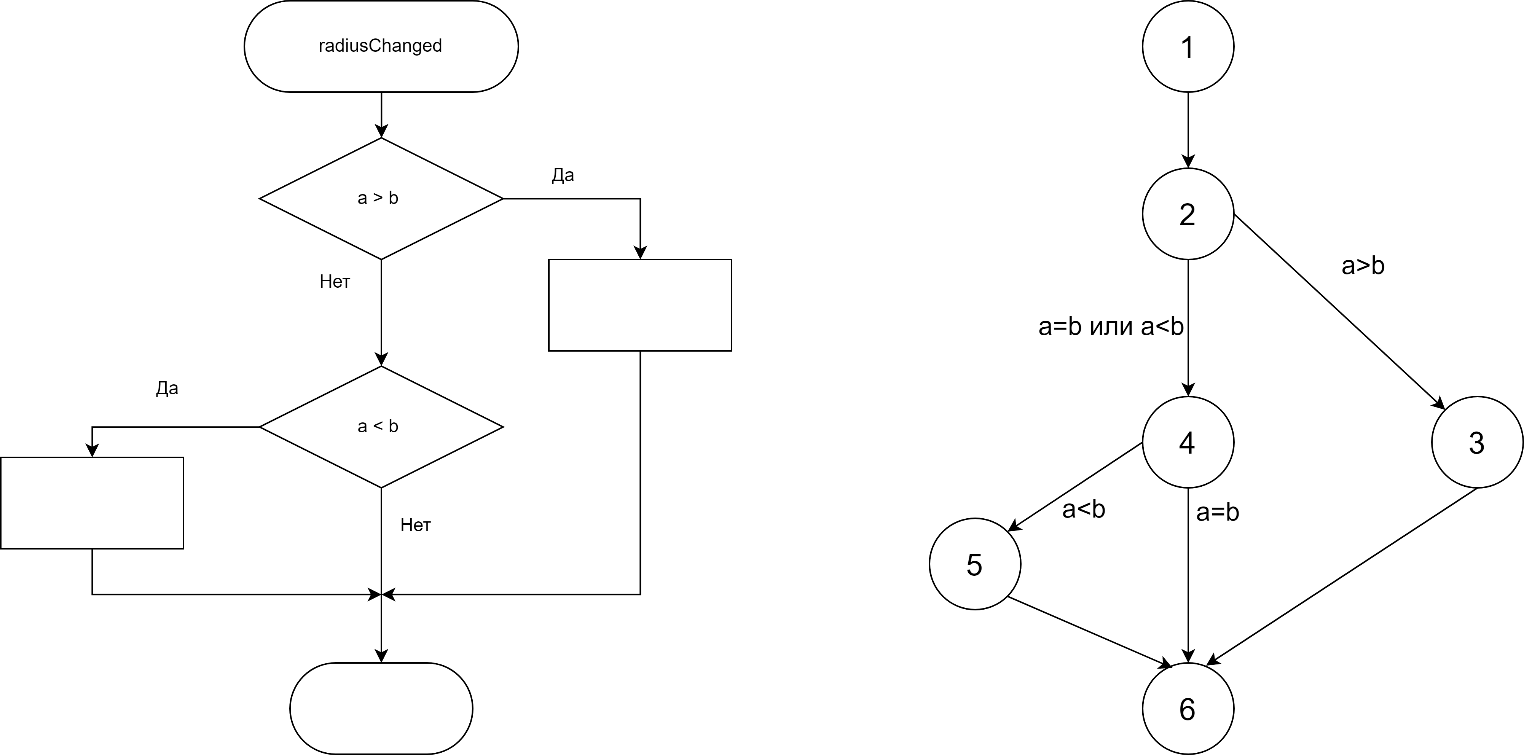 radiusChanged
a > b
Да
Нет
a < b
Да
Нет
1
2
a>b
a=b или a<b
4
3
a<b
a=b
5
6